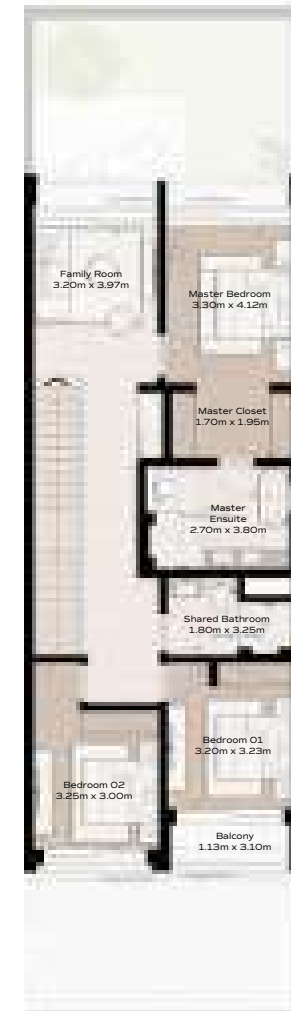 Family Room
3.20m x 3.97m
Master Bedroom
3.30m x 4.12m
Master Closet
1.70m x 1.95m
Master
Ensuite
2.70m x 3.80m
Shared Bathroom
1.80m x 3.25m
Bedroom 01
3.20m x 3.23m
Bedroom 02
3.25m x 3.00m
Balcony
1.13m x 3.10m